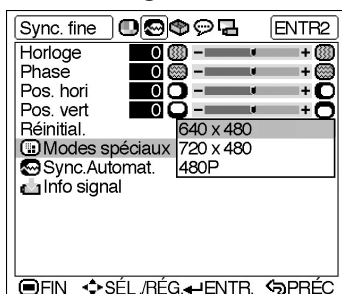 Sync. fine ENTR2
Horloge 0 - +
Phase 0 - +
Pos. hori 0 - +
Pos. vert 0 - +
Réinitial. 640 x 480
Modes spéciaux 720 x 480
Sync.Automat. 480P
Info signal
FIN SÉL./RÉG. ENTR. PRÉC